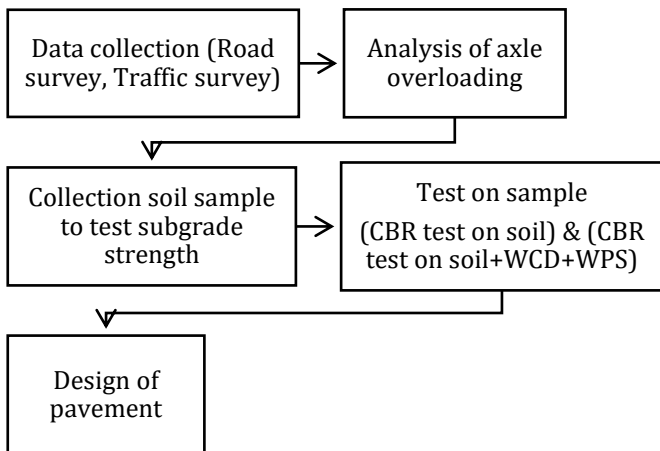 Data collection (Road
survey, Traffic survey)
Analysis of axle
overloading
Collection soil sample
to test subgrade
strength
Test on sample
(CBR test on soil) & (CBR
test on soil+WCD+WPS)
Design of
pavement